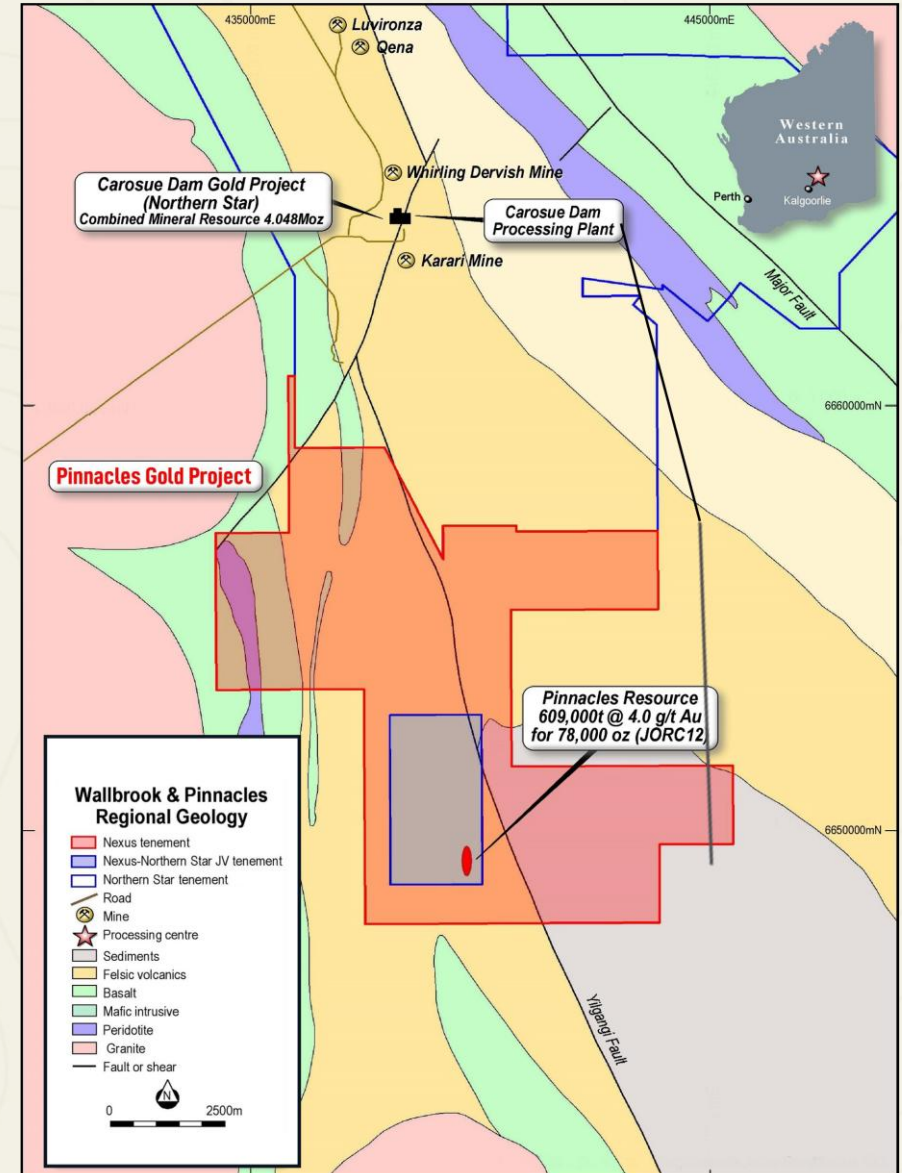 435000mE
445000mE
Luvironza
Qena
Western
Australia
Perth
Kalgoorlie
Whirling Dervish Mine
Carosue Dam Gold Project
(Northern Star)
Combined Mineral Resource 4.048Moz
Carosue Dam
Processing Plant
Karari Mine
Major Fault
6660000mN
Pinnacles Gold Project
Pinnacles Resource
609,000t @ 4.0 g/t Au
for 78,000 oz (JORC12)
6650000mN
Yilgangi Fault
Wallbrook & Pinnacles
Regional Geology
Nexus tenement
Nexus-Northern Star JV tenement
Northern Star tenement
Road
Mine
Processing centre
Sediments
Felsic volcanics
Basalt
Mafic intrusive
Peridotite
Granite
Fault or shear
N
0 2500m